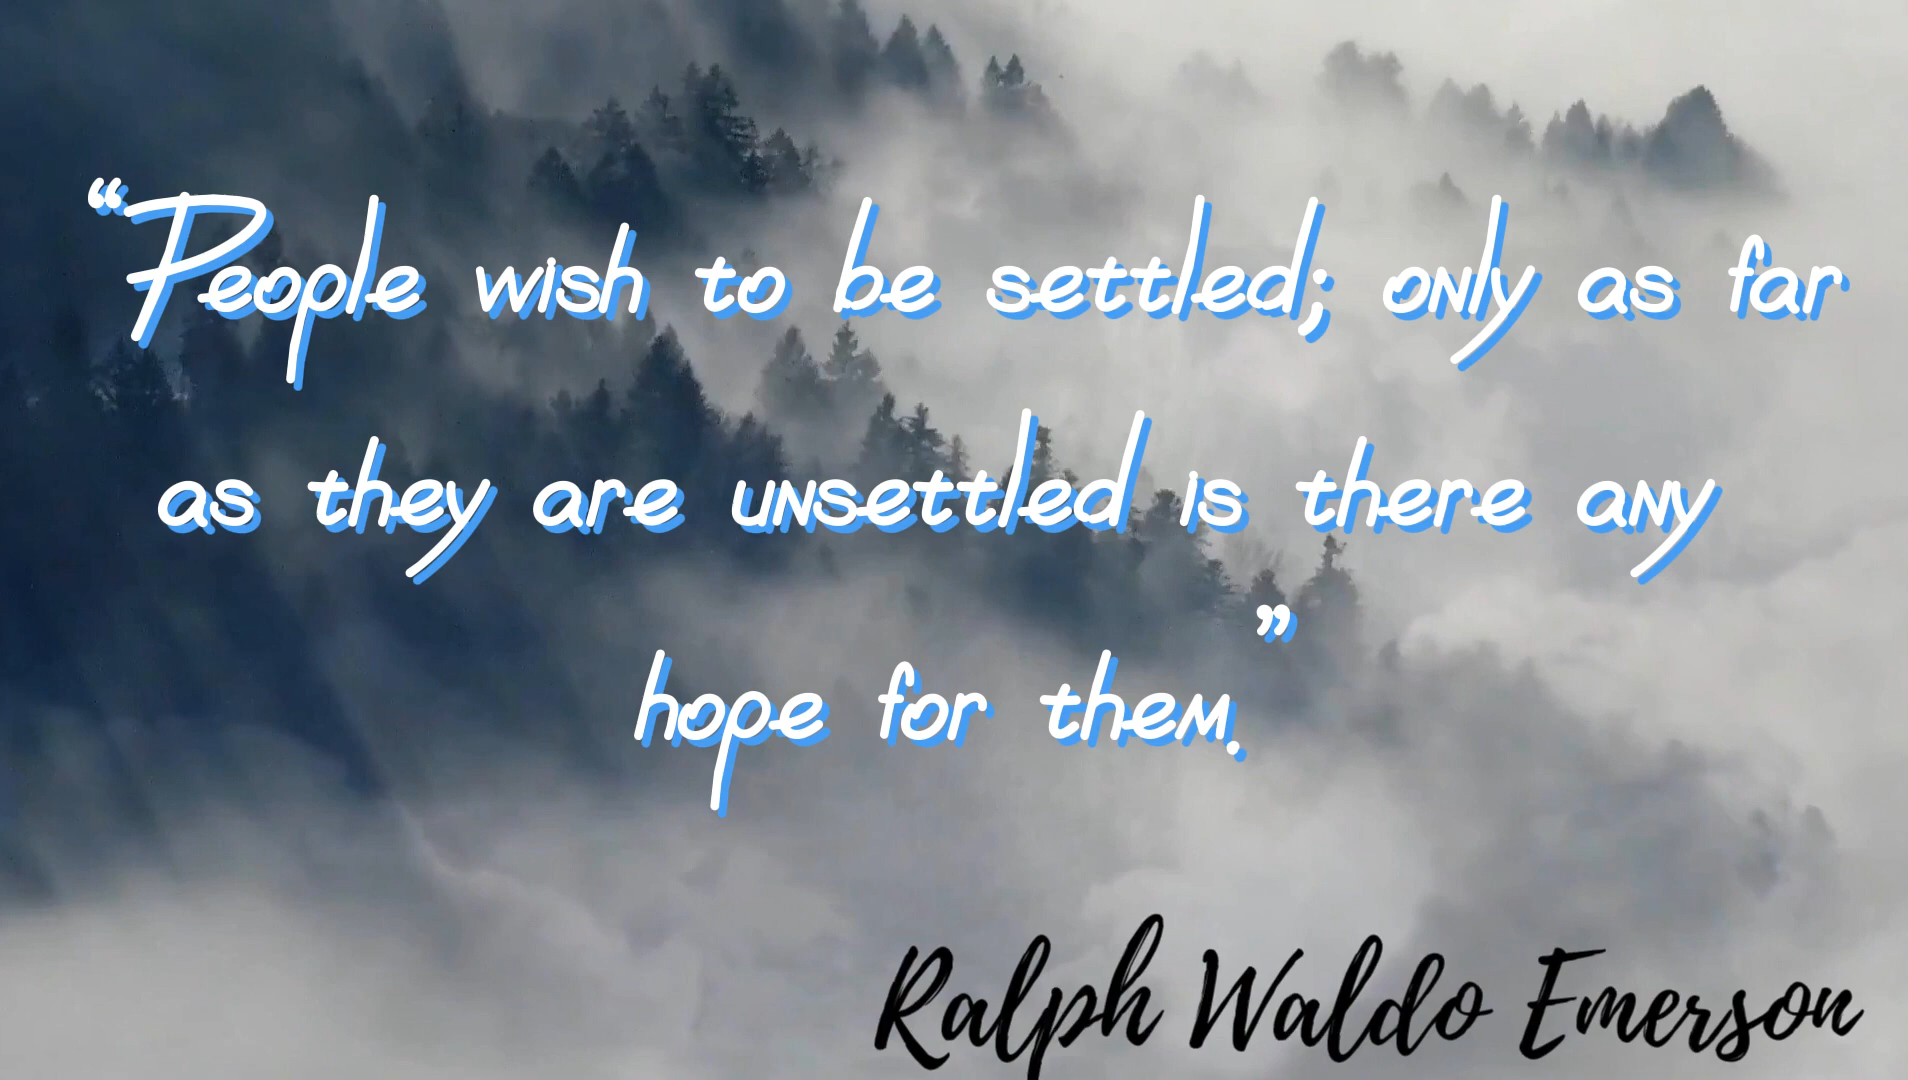 “People wish to be settled; only as far
as they are unsettled is there any
hope for them.”
Ralph Waldo Emerson